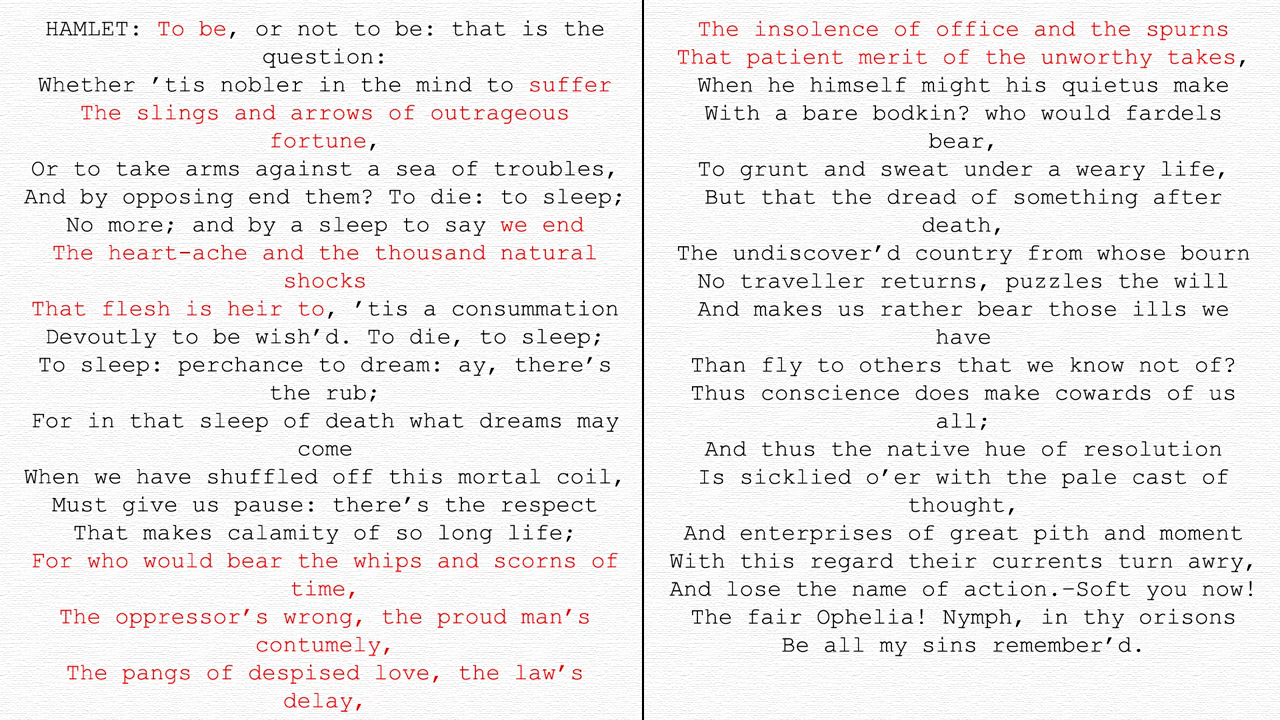 HAMLET: To be, or not to be: that is the
question:
Whether ’tis nobler in the mind to suffer
The slings and arrows of outrageous
fortune,
Or to take arms against a sea of troubles,
And by opposing end them? To die: to sleep;
No more; and by a sleep to say we end
The heart-ache and the thousand natural
shocks
That flesh is heir to, ’tis a consummation
Devoutly to be wish’d. To die, to sleep;
To sleep: perchance to dream: ay, there’s
the rub;
For in that sleep of death what dreams may
come
When we have shuffled off this mortal coil,
Must give us pause: there’s the respect
That makes calamity of so long life;
For who would bear the whips and scorns of
time,
The oppressor’s wrong, the proud man’s
contumely,
The pangs of despised love, the law’s
delay,
The insolence of office and the spurns
That patient merit of the unworthy takes,
When he himself might his quietus make
With a bare bodkin? who would fardels
bear,
To grunt and sweat under a weary life,
But that the dread of something after
death,
The undiscover’d country from whose bourn
No traveller returns, puzzles the will
And makes us rather bear those ills we
have
Than fly to others that we know not of?
Thus conscience does make cowards of us
all;
And thus the native hue of resolution
Is sicklied o’er with the pale cast of
thought,
And enterprises of great pith and moment
With this regard their currents turn awry,
And lose the name of action.-Soft you now!
The fair Ophelia! Nymph, in thy orisons
Be all my sins remember’d.